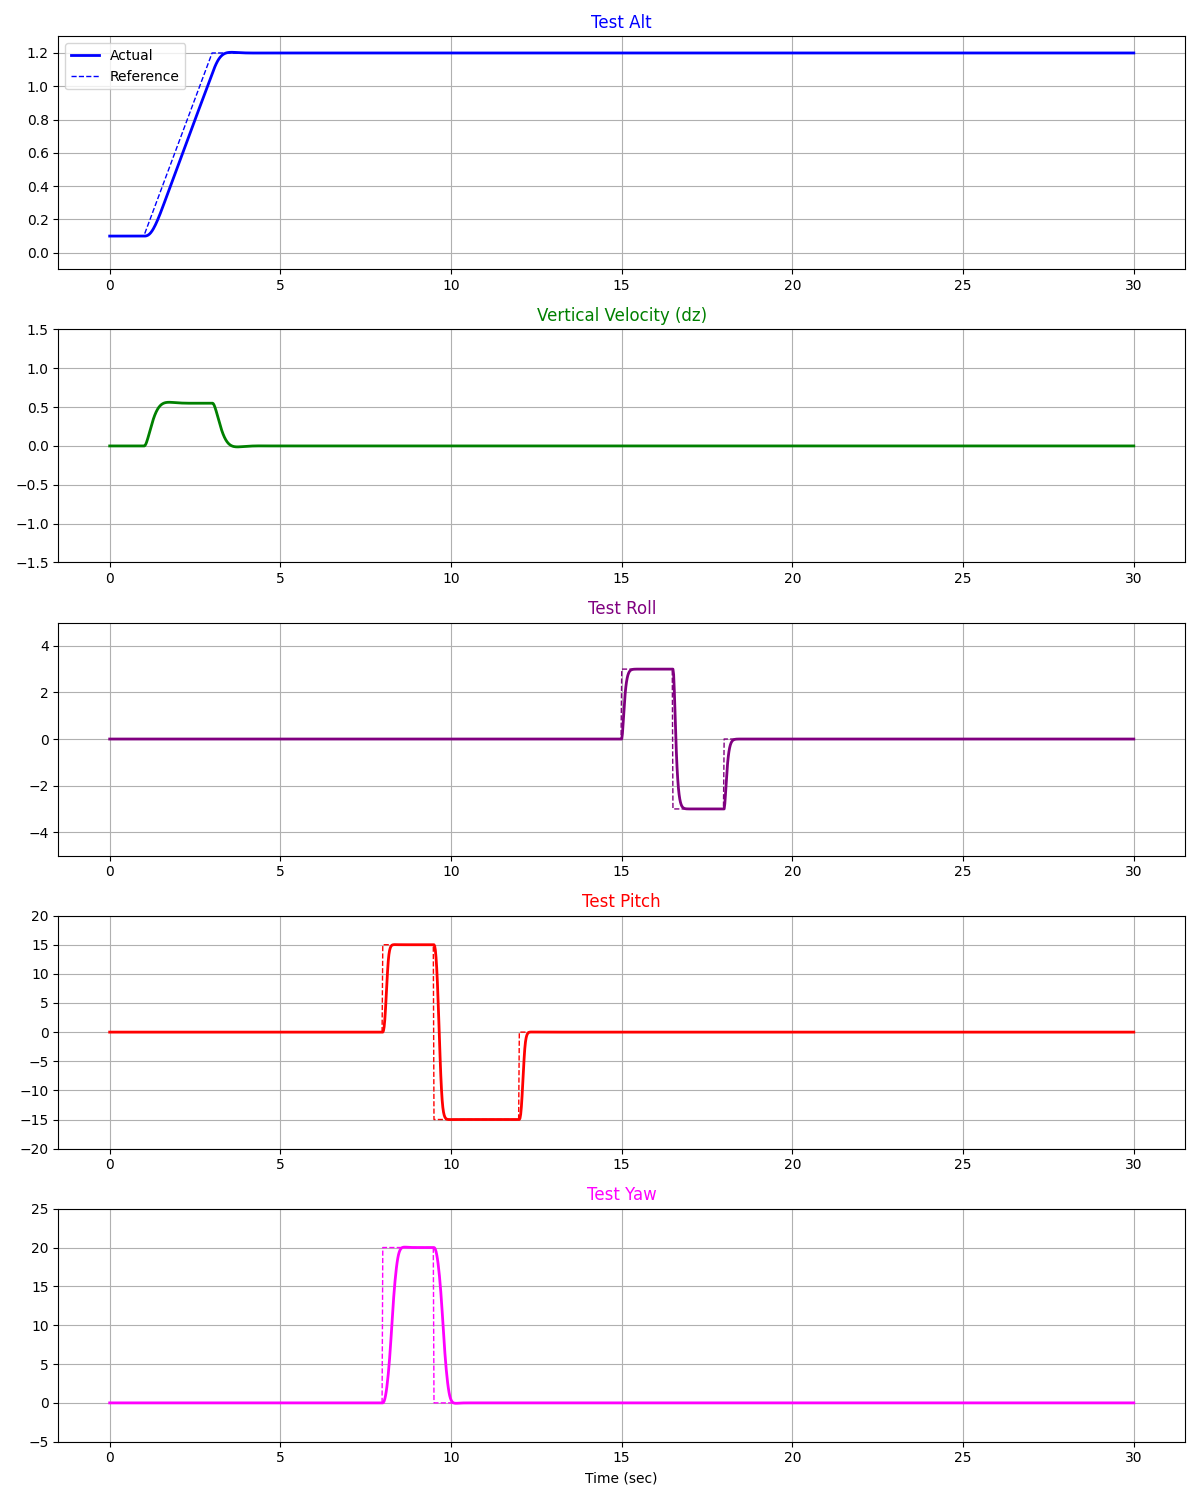 Test Alt
Actual
Reference
1.2
1.0
0.8
0.6
0.4
0.2
0.0
0 5 10 15 20 25 30
Vertical Velocity (dz)
1.5
1.0
0.5
0.0
−0.5
−1.0
−1.5
0 5 10 15 20 25 30
Test Roll
4
2
0
−2
−4
0 5 10 15 20 25 30
Test Pitch
20
15
10
5
0
−5
−10
−15
−20
0 5 10 15 20 25 30
Test Yaw
25
20
15
10
5
0
−5
0 5 10 15 20 25 30
Time (sec)